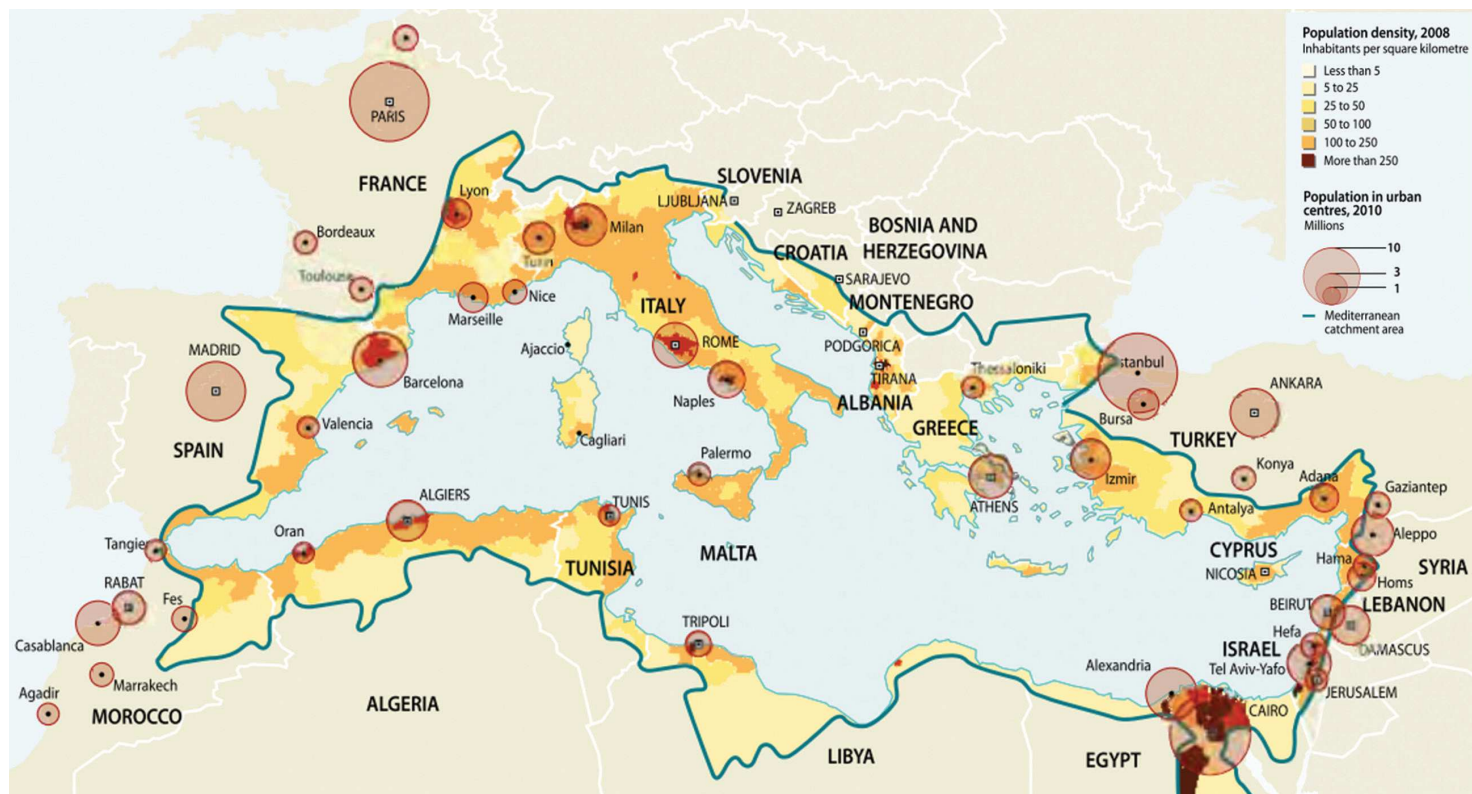 Population density, 2008
Inhabitants per square kilometre
Less than 5
5 to 25
25 to 50
50 to 100
100 to 250
More than 250
Population in urban
centres, 2010
Millions
10
3
1
Mediterranean
catchment area
PARIS
FRANCE
Lyon
SLOVENIA
LJUBLJANA
ZAGREB
Milan
Bordeaux
Turin
BOSNIA AND
HERZEGOVINA
CROATIA
Toulouse
SARAJEVO
Nice
Marseille
ITALY
MONTENEGRO
MADRID
Ajaccio
ROME
PODGORICA
Barcelona
TIRANA
Thessaloniki
stanbul
ANKARA
Naples
ALBANIA
Bursa
Valencia
GREECE
TURKEY
SPAIN
Cagliari
Palermo
Izmir
Konya
Adana
Gaziantep
ALGIERS
TUNIS
ATHENS
Antalya
Oran
Aleppo
Tangier
MALTA
CYPRUS
Hama
TUNISIA
NICOSIA
SYRIA
RABAT
Homs
Fes
BEIRUT
LEBANON
TRIPOLI
Casablanca
Hefa
ISRAEL
DAMASCUS
Alexandria
Tel Aviv-Yafo
Marrakech
JERUSALEM
Agadir
ALGERIA
CAIRO
MOROCCO
LIBYA
EGYPT